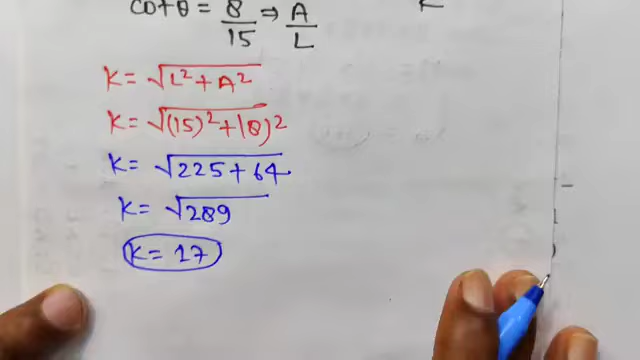 cotθ = 8/15 ⇒ A/L
K = √L² + A²
K = √(15)² + (8)²
K = √225 + 64
K = √289
K = 17